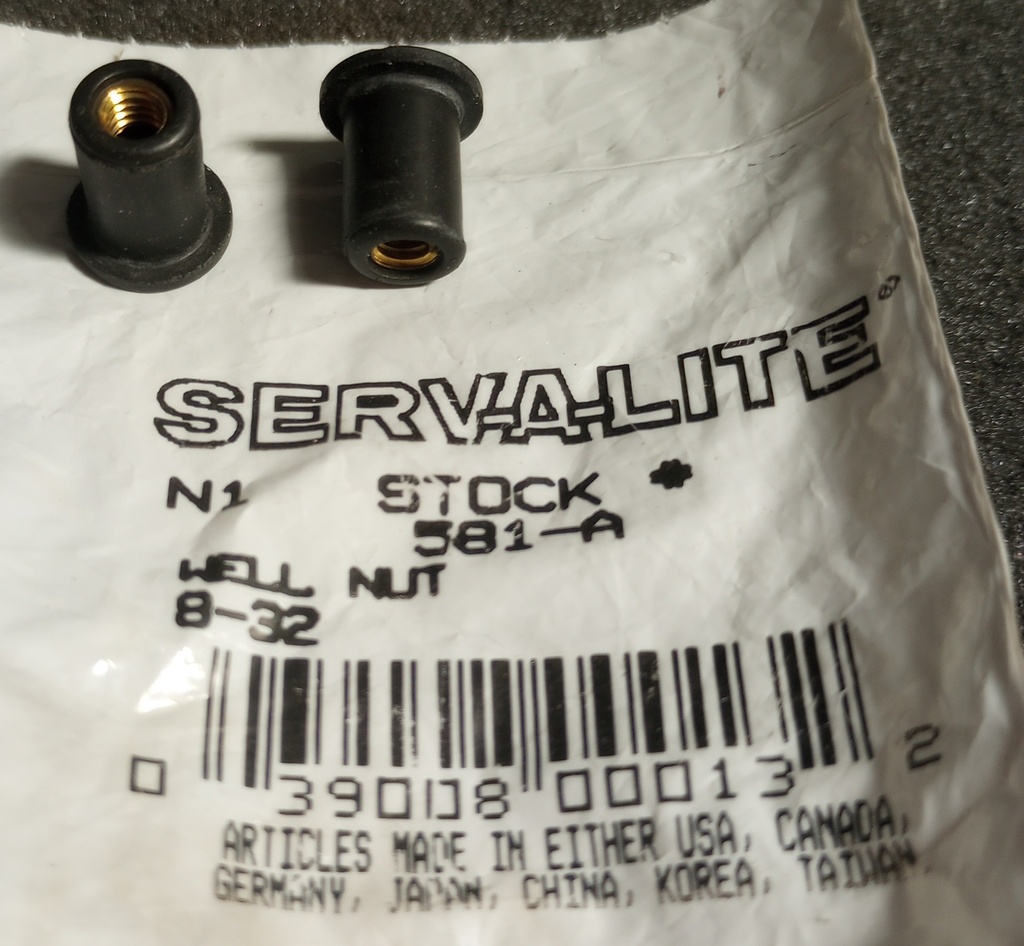 SERV-A-LITE®
N1 STOCK *
581-A
WELL NUT
8-32
0 39008 00013 2
ARTICLES MADE IN EITHER USA, CANADA,
GERMANY, JAPAN, CHINA, KOREA, TAIWAN.